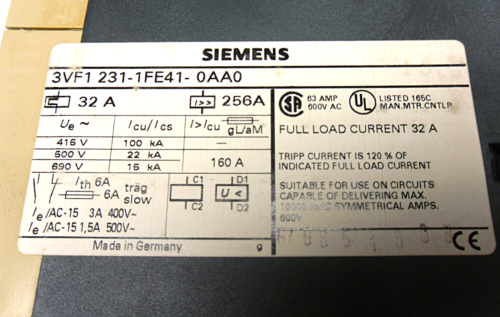 SIEMENS
3VF1 231-1FE41- 0AA0
32 A I>> 256A
Ue ~ Icu/Ics I>Icu gL/aM
415 V 100 kA
500 V 22 kA
690 V 15 kA
160 A
Ith 6A träg
6A slow
Ie/AC-15 3A 400V~
Ie/AC-15 1,5A 500V~
C1 D1
U <
C2 D2
Made in Germany g
SA 63 AMP
600V AC
UL LISTED 165C
MAN.MTR.CNTLR
FULL LOAD CURRENT 32 A
TRIPP CURRENT IS 120 % OF
INDICATED FULL LOAD CURRENT
SUITABLE FOR USE ON CIRCUITS
CAPABLE OF DELIVERING MAX.
SYMMETRICAL AMPS.
600V
CE